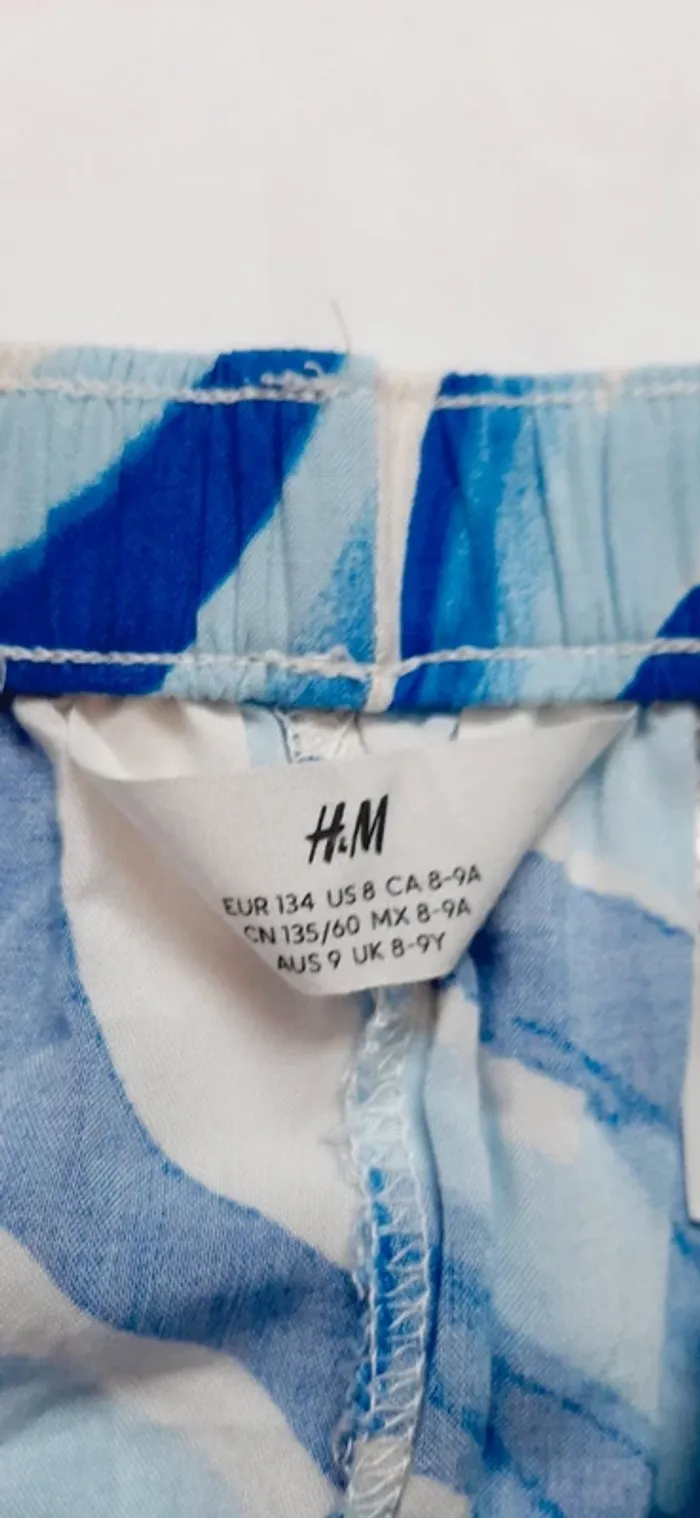 H&M
EUR 134 US 8 CA 8-9A
CN 135/60 MX 8-9A
AUS 9 UK 8-9Y